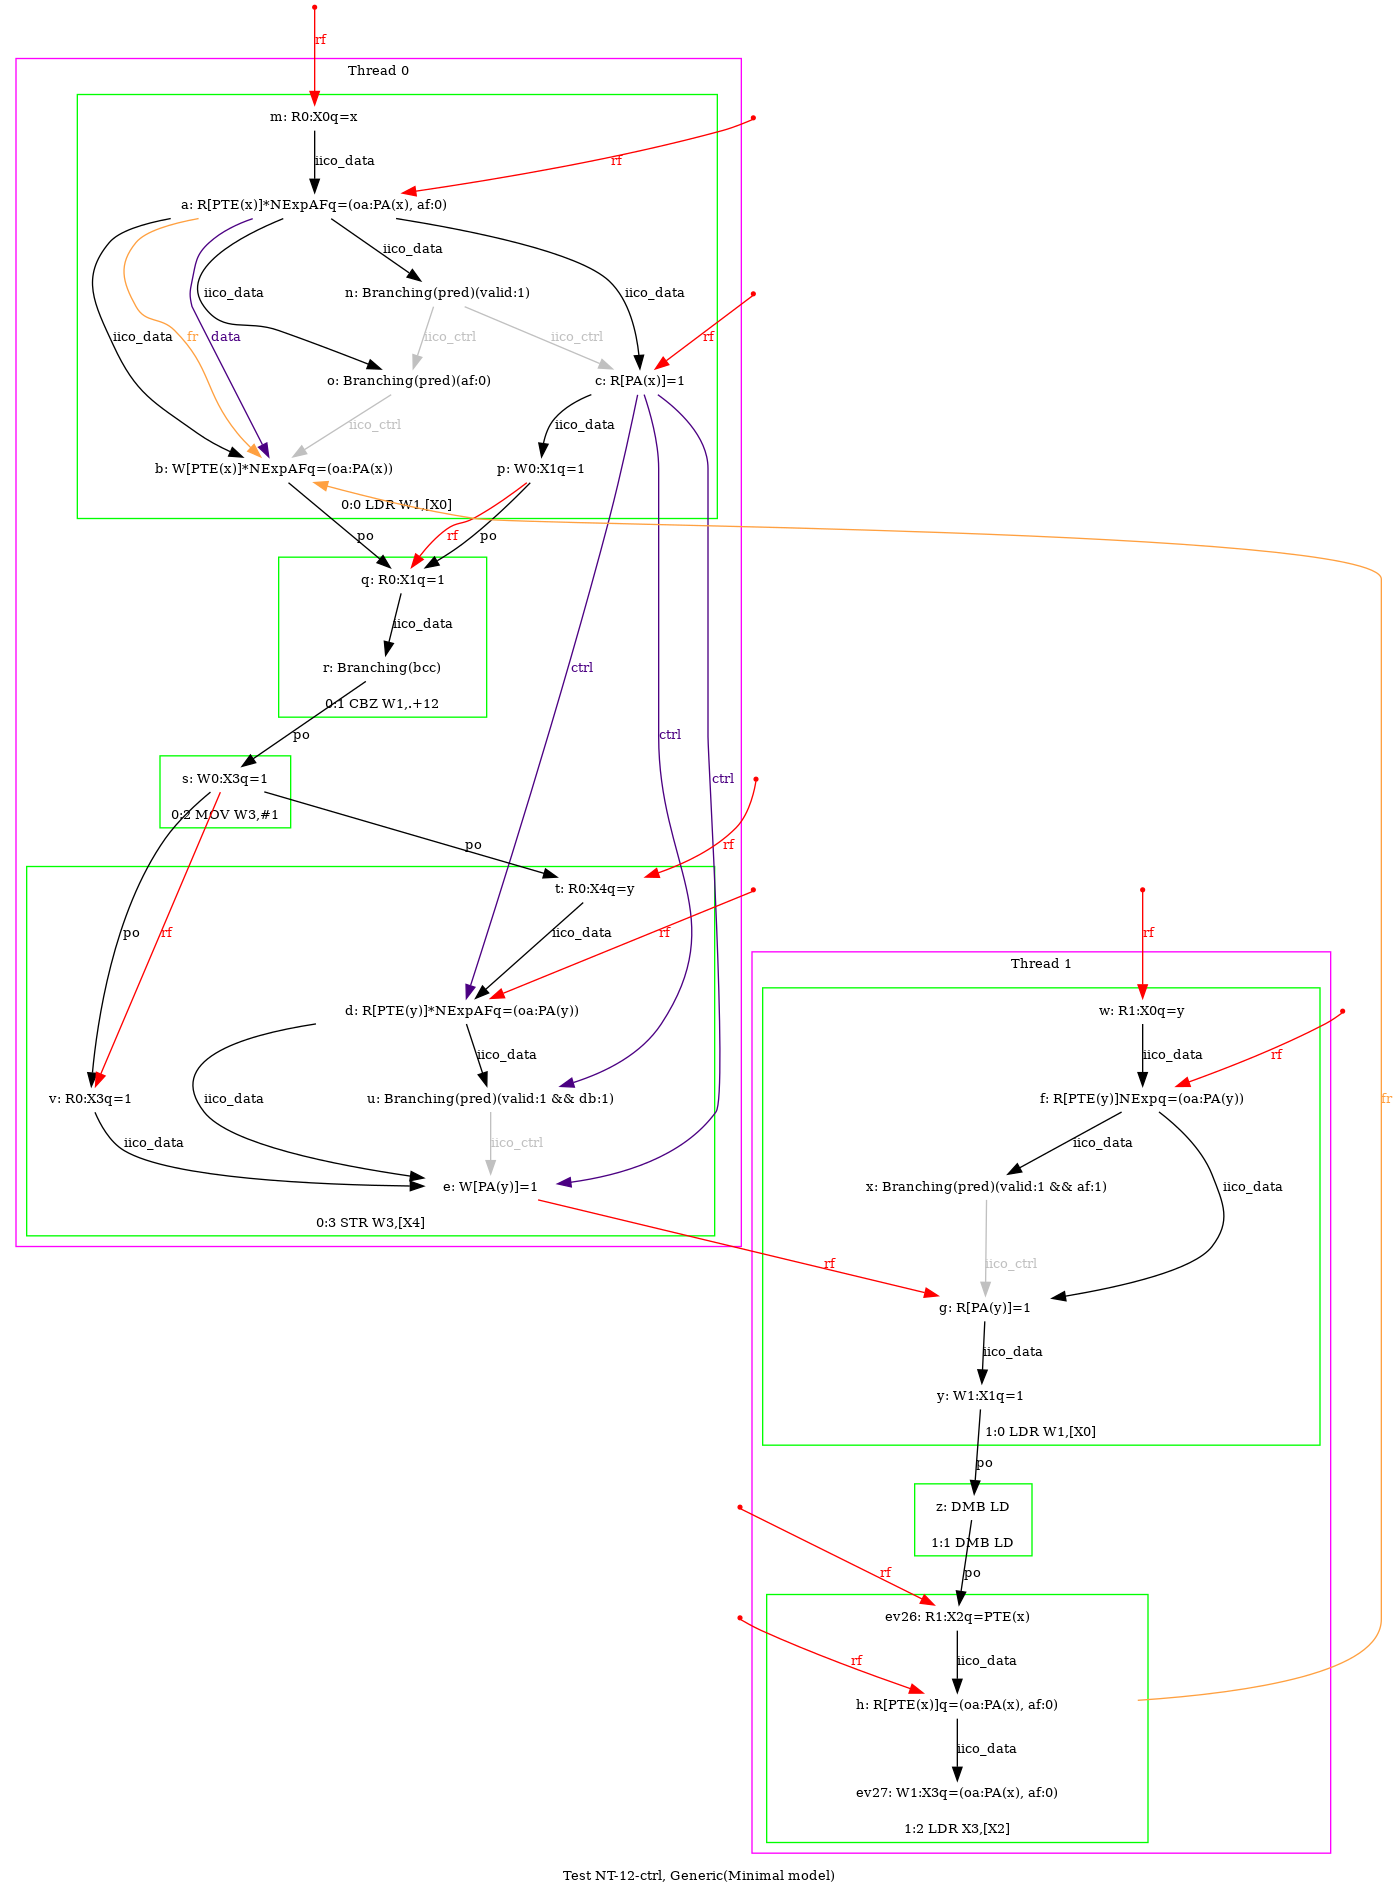 rf
Thread 0
m: R0:X0q=x
iico_data
rf
a: R[PTE(x)]*NExpAFq=(oa:PA(x), af:0)
iico_data
iico_data
n: Branching(pred)(valid:1)
iico_data
iico_data
fr
data
iico_ctrl
iico_ctrl
rf
o: Branching(pred)(af:0)
c: R[PA(x)]=1
iico_ctrl
iico_data
b: W[PTE(x)]*NExpAFq=(oa:PA(x))
p: W0:X1q=1
0:0 LDR W1,[X0]
po
rf
po
q: R0:X1q=1
iico_data
r: Branching(bcc)
ctrl
0:1 CBZ W1,.+12
po
ctrl
s: W0:X3q=1
ctrl
0:2 MOV W3,#1
po
rf
t: R0:X4q=y
po
rf
iico_data
rf
rf
Thread 1
d: R[PTE(y)]*NExpAFq=(oa:PA(y))
w: R1:X0q=y
iico_data
iico_data
rf
iico_data
v: R0:X3q=1
u: Branching(pred)(valid:1 && db:1)
f: R[PTE(y)]NExpq=(oa:PA(y))
fr
iico_data
iico_ctrl
iico_data
e: W[PA(y)]=1
x: Branching(pred)(valid:1 && af:1)
iico_data
0:3 STR W3,[X4]
rf
iico_ctrl
g: R[PA(y)]=1
iico_data
y: W1:X1q=1
1:0 LDR W1,[X0]
po
z: DMB LD
1:1 DMB LD
rf
po
ev26: R1:X2q=PTE(x)
rf
iico_data
h: R[PTE(x)]q=(oa:PA(x), af:0)
iico_data
ev27: W1:X3q=(oa:PA(x), af:0)
1:2 LDR X3,[X2]
Test NT-12-ctrl, Generic(Minimal model)